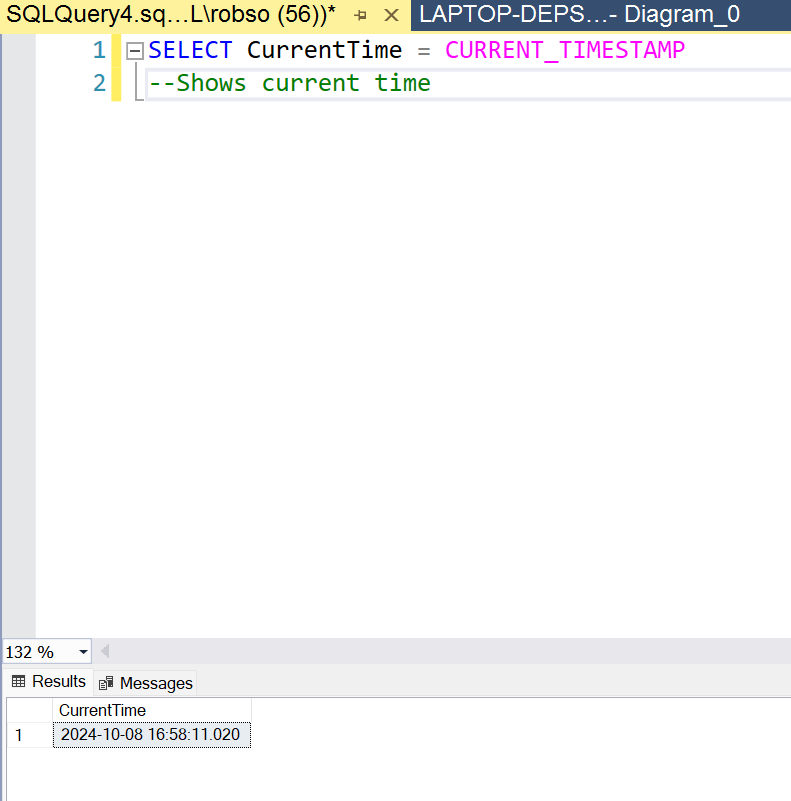 SQLQuery4.sq...L\robso (56))* LAPTOP-DEPS...- Diagram_0
1 SELECT CurrentTime = CURRENT_TIMESTAMP
2 --Shows current time
132 %
Results Messages
CurrentTime
1 2024-10-08 16:58:11.020